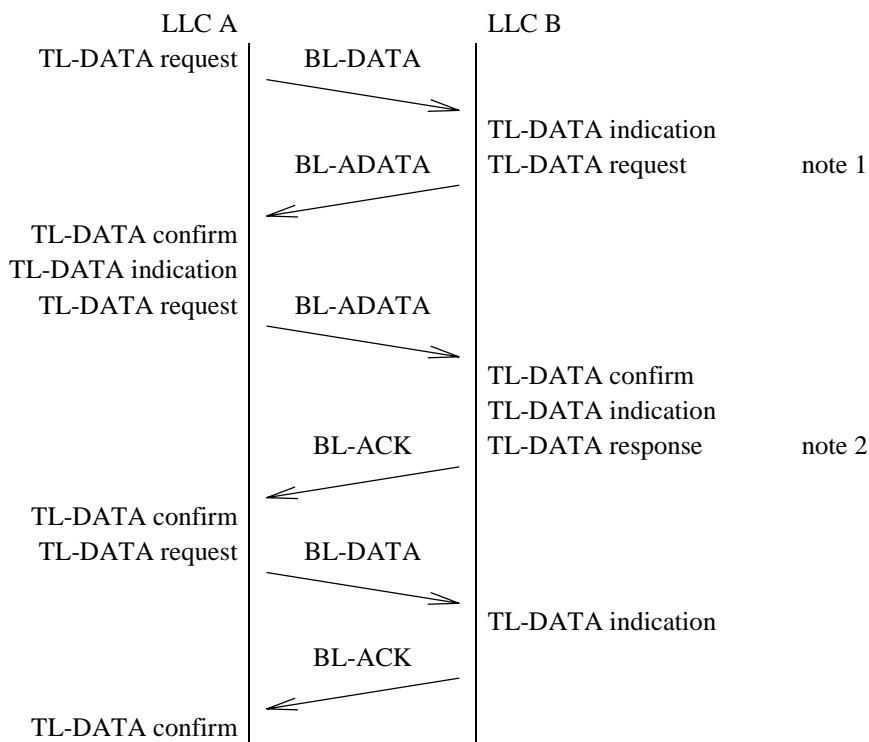 LLC A LLC B
TL-DATA request BL-DATA
TL-DATA indication
BL-ADATA TL-DATA request note 1
TL-DATA confirm
TL-DATA indication
TL-DATA request BL-ADATA
TL-DATA confirm
TL-DATA indication
BL-ACK TL-DATA response note 2
TL-DATA confirm
TL-DATA request BL-DATA
TL-DATA indication
BL-ACK
TL-DATA confirm